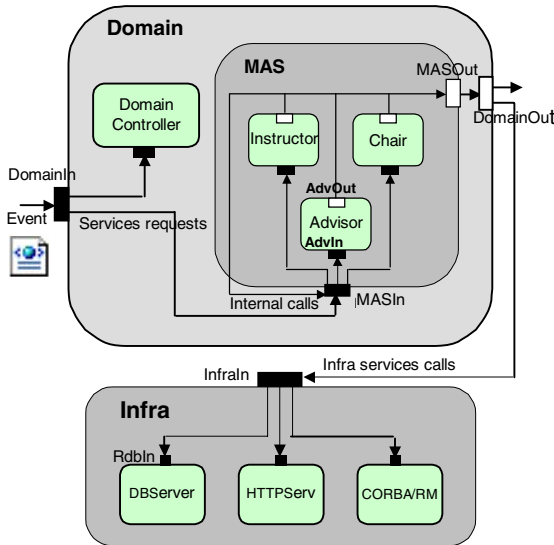 Domain
MAS
MASOut
DomainOut
Domain
Controller
Instructor
Chair
DomainIn
Event
Services requests
AdvOut
Advisor
AdvIn
Internal calls
MASIn
Infra services calls
InfraIn
Infra
RdbIn
DBServer
HTTPServ
CORBA/RM